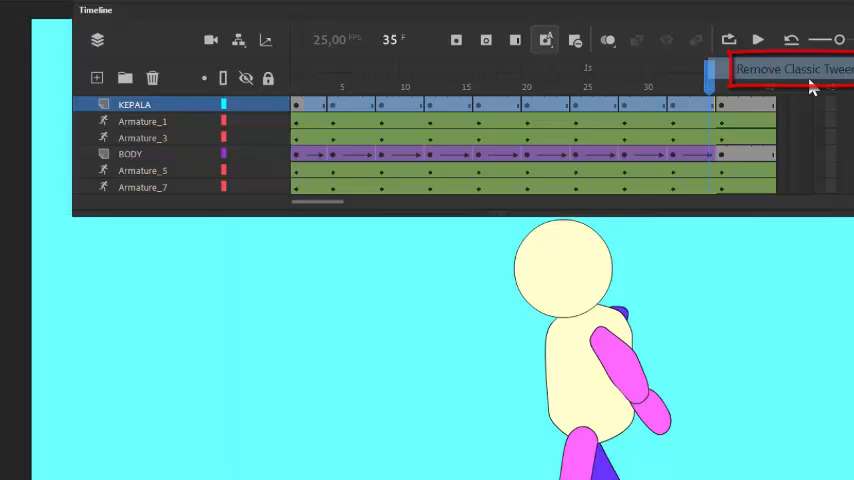 Timeline
25,00 FPS 35 F
1s
Remove Classic Tween
5 10 15 20 25 30
KEPALA
Armature_1
Armature_3
BODY
Armature_5
Armature_7